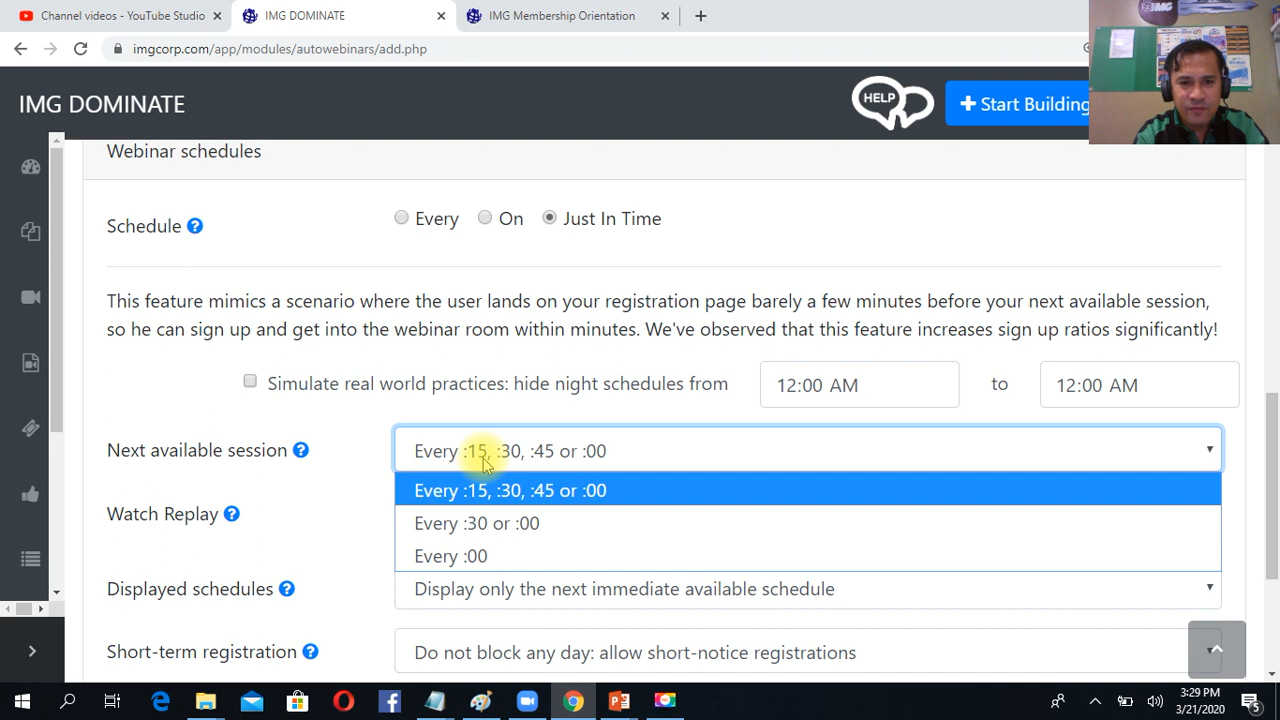 Channel videos - YouTube Studio
IMG DOMINATE
IMG Membership Orientation
imgcorp.com/app/modules/autowebinars/add.php
IMG DOMINATE
HELP
Start Building
Webinar schedules
Schedule ?
Every
On
Just In Time
This feature mimics a scenario where the user lands on your registration page barely a few minutes before your next available session,
so he can sign up and get into the webinar room within minutes. We've observed that this feature increases sign up ratios significantly!
Simulate real world practices: hide night schedules from
12:00 AM
to
12:00 AM
Next available session ?
Every :15, :30, :45 or :00
Every :15, :30, :45 or :00
Every :30 or :00
Every :00
Watch Replay ?
Displayed schedules ?
Display only the next immediate available schedule
Short-term registration ?
Do not block any day: allow short-notice registrations
3:29 PM
3/21/2020
5